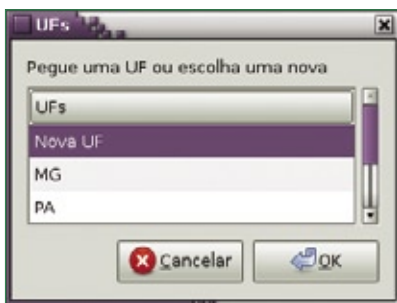 UFs
Pegue uma UF ou escolha uma nova
UFs
Nova UF
MG
PA
Cancelar
OK